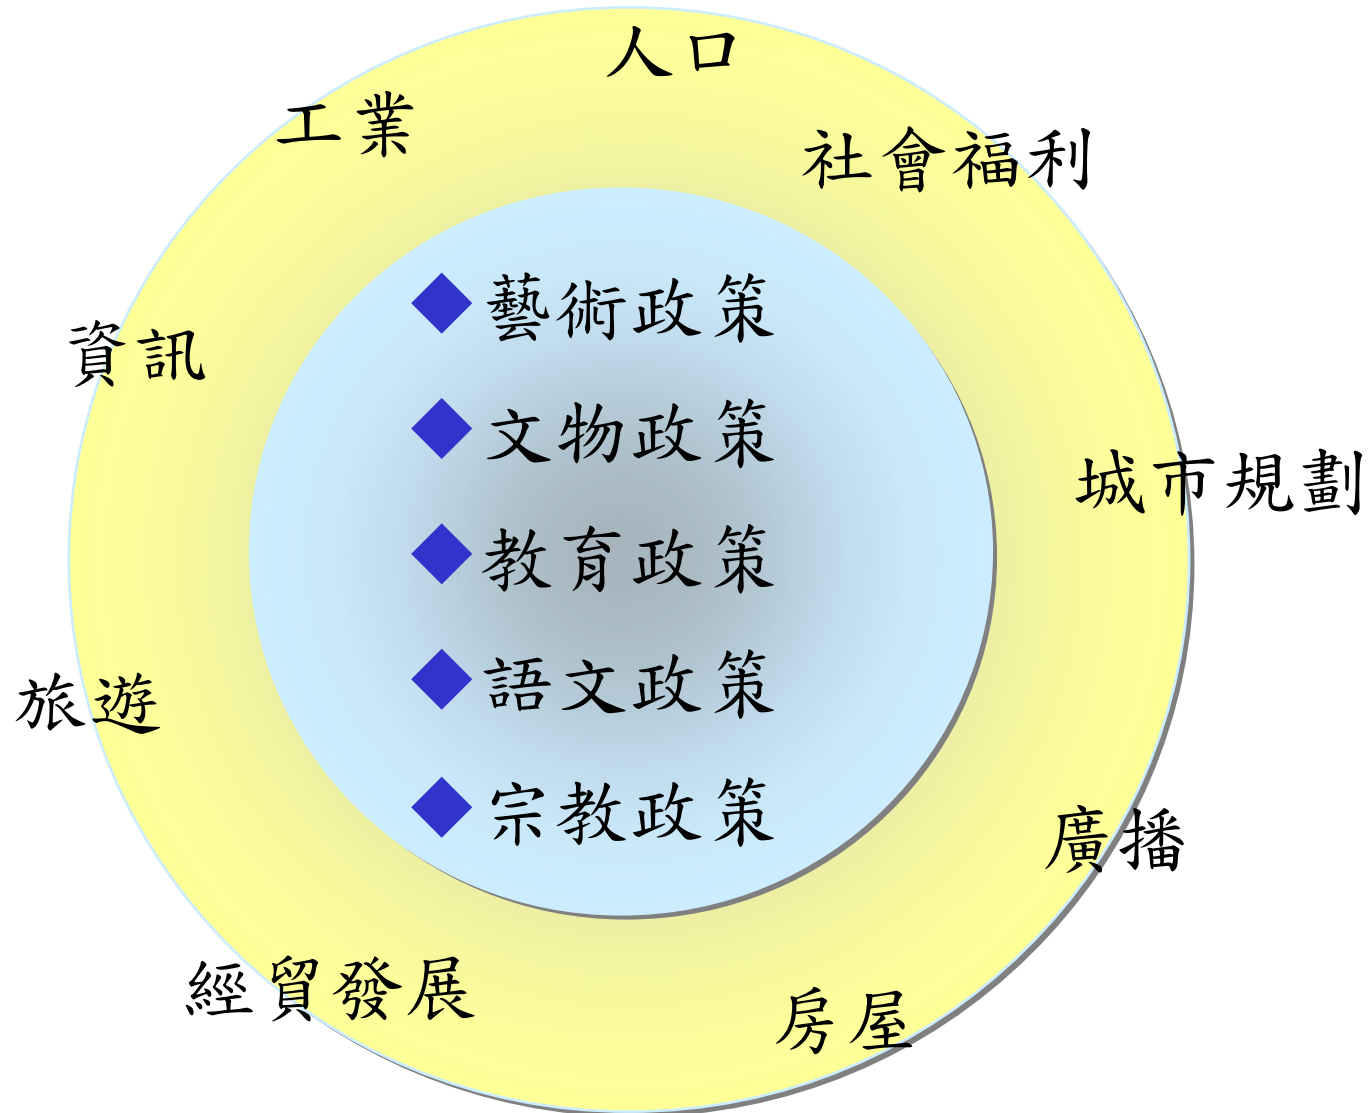 人口
工業
社會福利
藝術政策
資訊
文物政策
城市規劃
教育政策
語文政策
旅遊
宗教政策
廣播
經貿發展
房屋